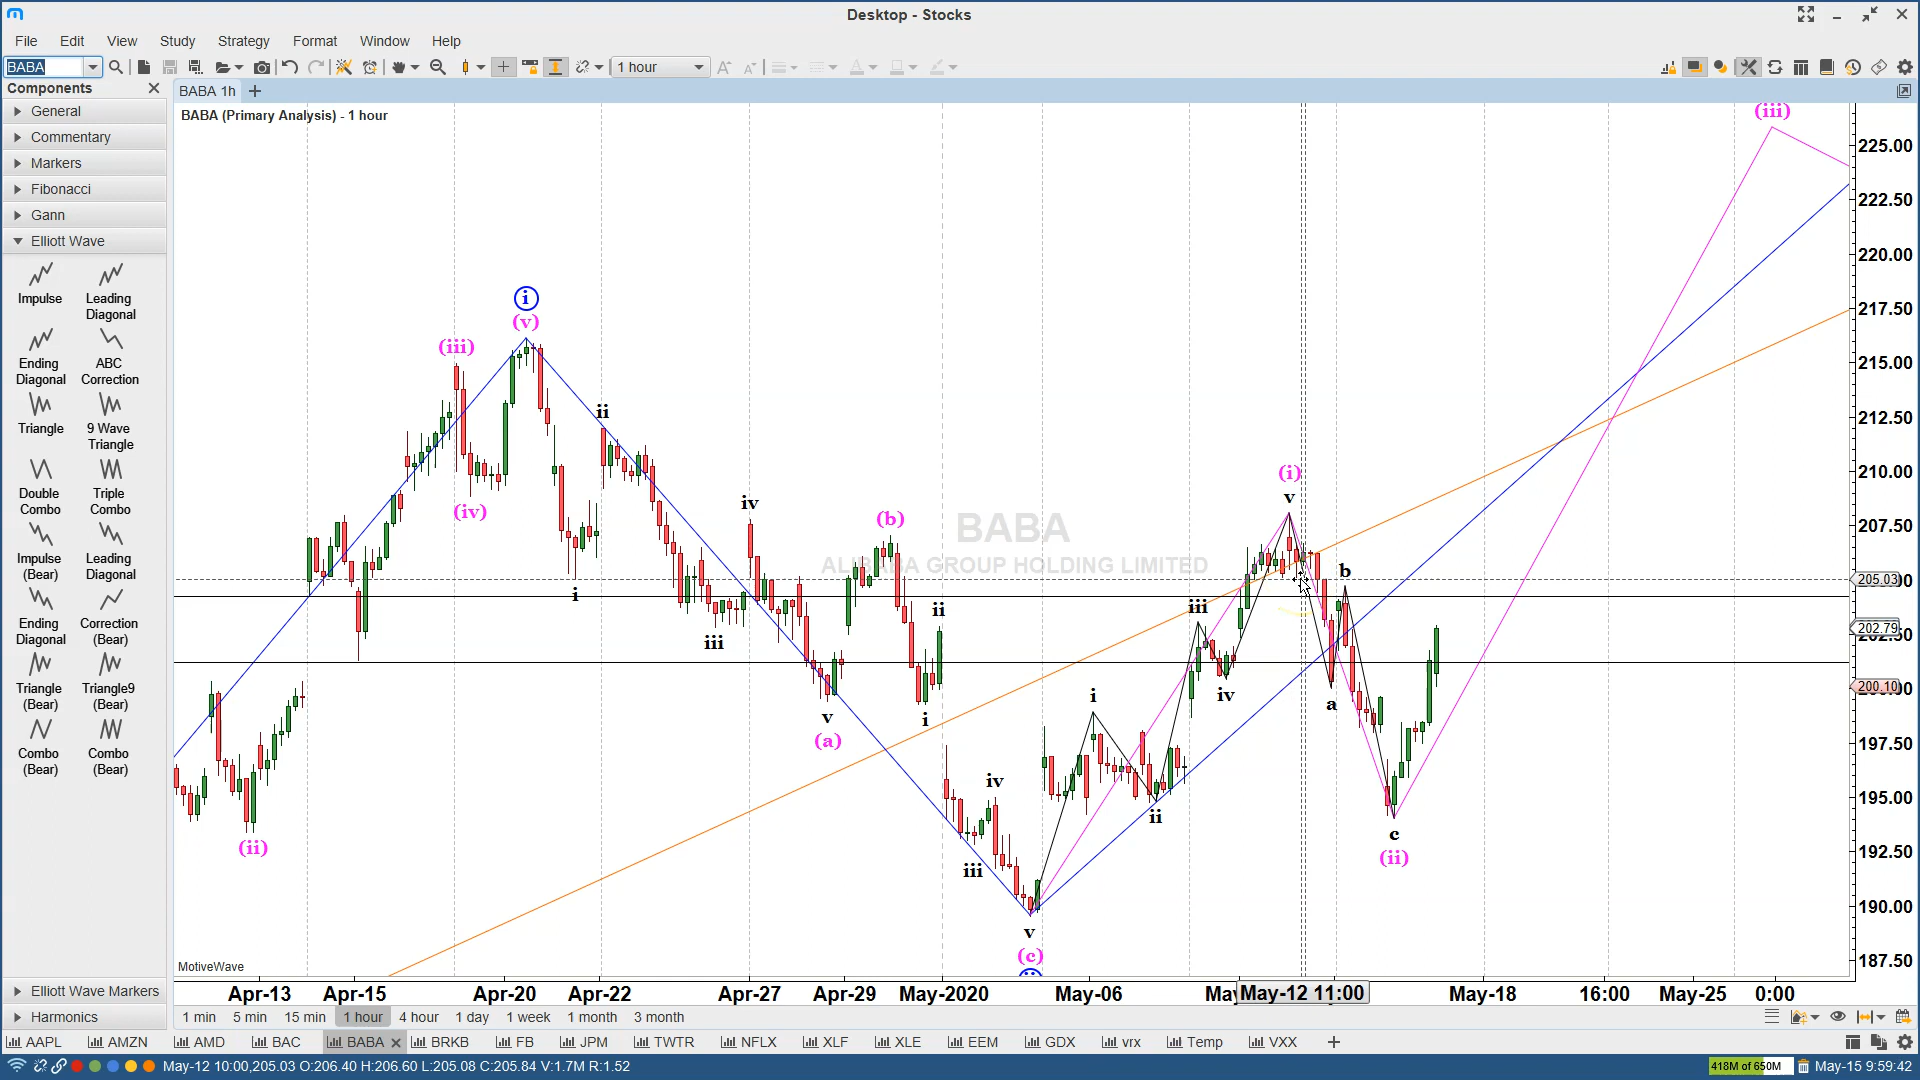 Desktop - Stocks
File Edit View Study Strategy Format Window Help
BABA 1 hour
Components
BABA 1h
General
Commentary
Markers
Fibonacci
Gann
Elliott Wave
Impulse Leading Diagonal
Ending Diagonal ABC Correction
Triangle 9 Wave Triangle
Double Combo Triple Combo
Impulse (Bear) Leading Diagonal
Ending Diagonal Correction (Bear)
Triangle (Bear) Triangle9 (Bear)
Combo (Bear) Combo (Bear)
Elliott Wave Markers
Harmonics
BABA (Primary Analysis) - 1 hour
(iii)
225.00
222.50
220.00
i
217.50
(v)
(iii)
215.00
ii
212.50
(i)
210.00
v
iv
(iv)
(b)
207.50
BABA
ALIBABA GROUP HOLDING LIMITED
b
205.03
i
iii
ii
202.79
iii
200.10
i
iv
a
v
i
(a)
197.50
iv
195.00
ii
c
(ii)
(ii)
iii
192.50
190.00
v
(c)
187.50
MotiveWave
Apr-13 Apr-15 Apr-20 Apr-22 Apr-27 Apr-29 May-2020 May-06 May-12 11:00 May-18 16:00 May-25 0:00
1 min 5 min 15 min 1 hour 4 hour 1 day 1 week 1 month 3 month
AAPL AMZN AMD BAC BABA BRKB FB JPM TWTR NFLX XLF XLE EEM GDX vrx Temp VXX
May-12 10:00,205.03 O:206.40 H:206.60 L:205.08 C:205.84 V:1.7M R:1.52 418M of 650M May-15 9:59:42